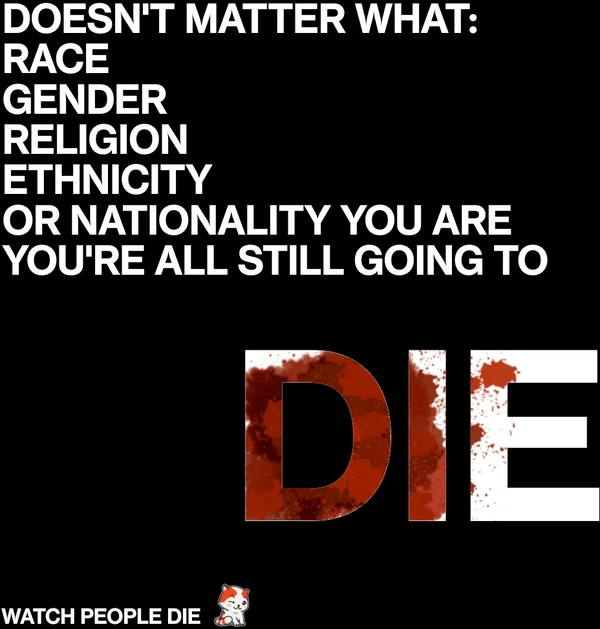 DOESN'T MATTER WHAT:
RACE
GENDER
RELIGION
ETHNICITY
OR NATIONALITY YOU ARE
YOU'RE ALL STILL GOING TO
DIE
WATCH PEOPLE DIE